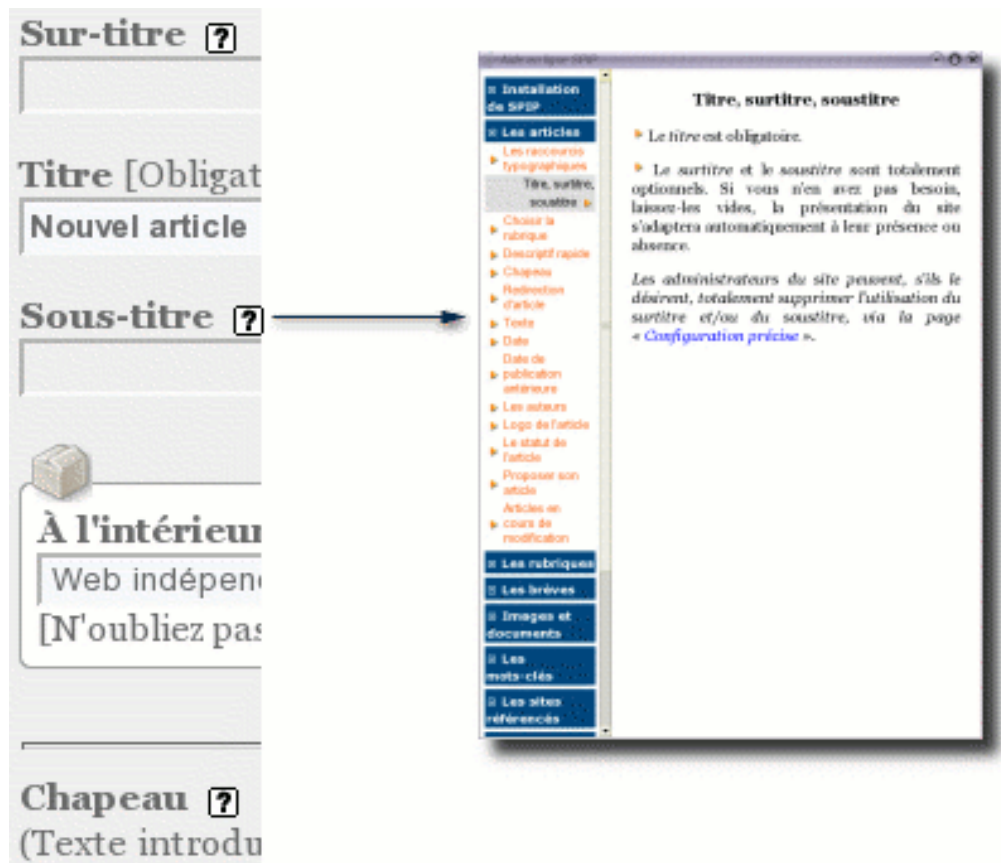 Sur-titre ?
Titre [Obligat
Nouvel article
Sous-titre ?
À l'intérieur
Web indépen
[N'oubliez pas
Chapeau ?
(Texte introdu
Aide en ligne SPIP
Installation
de SPIP
Les articles
Les raccourcis
typographiques
Titre, surtitre,
soustitre
Choisir la
rubrique
Descriptif rapide
Chapeau
Redirection
d'article
Texte
Date
Date de
publication
antérieure
Les auteurs
Logo de l'article
Le statut de
l'article
Proposer son
article
Articles en
cours de
modification
Les rubriques
Les brèves
Images et
documents
Les
mots-clés
Les sites
référencés
Titre, surtitre, soustitre
Le titre est obligatoire.
Le surtitre et le soustitre sont totalement
optionnels. Si vous n'en avez pas besoin,
laissez-les vides, la présentation du site
s'adaptera automatiquement à leur présence ou
absence.
Les administrateurs du site peuvent, s'ils le
désirent, totalement supprimer l'utilisation du
surtitre et/ou du soustitre, via la page
« Configuration précise ».